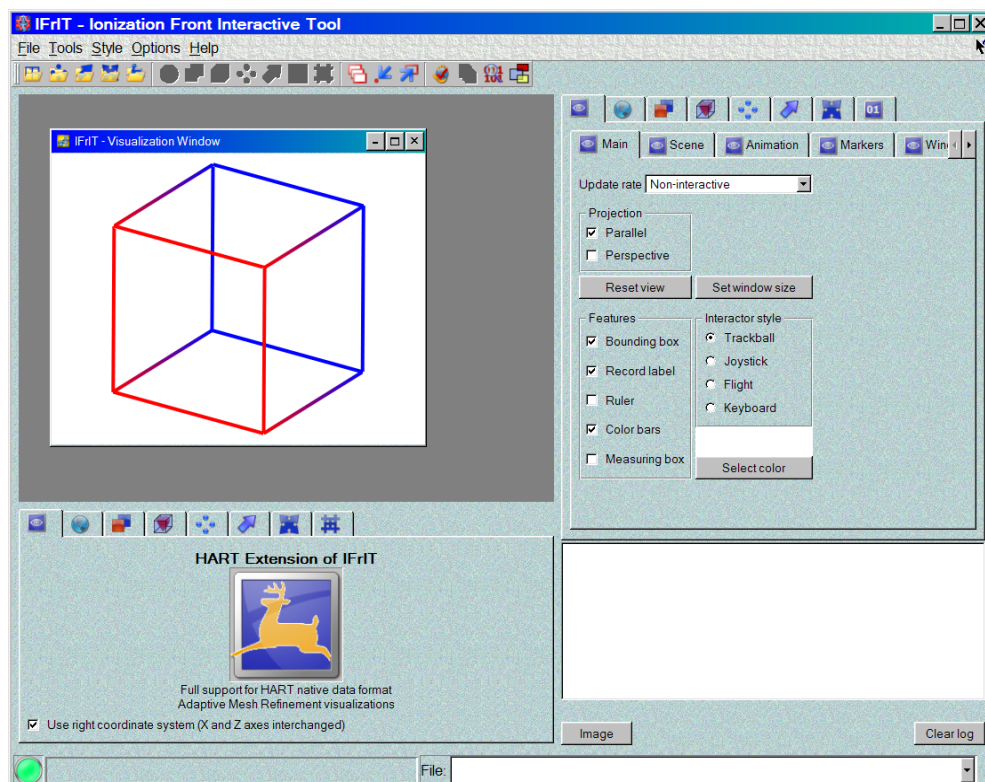 IFrIT - Ionization Front Interactive Tool
File Tools Style Options Help
IFrIT - Visualization Window
01
Main Scene Animation Markers Win
Update rate Non-interactive
Projection
Parallel
Perspective
Reset view Set window size
Features Interactor style
Bounding box Trackball
Record label Joystick
Ruler Flight
Color bars Keyboard
Measuring box Select color
HART Extension of IFrIT
Full support for HART native data format
Adaptive Mesh Refinement visualizations
Use right coordinate system (X and Z axes interchanged)
Image Clear log
File: